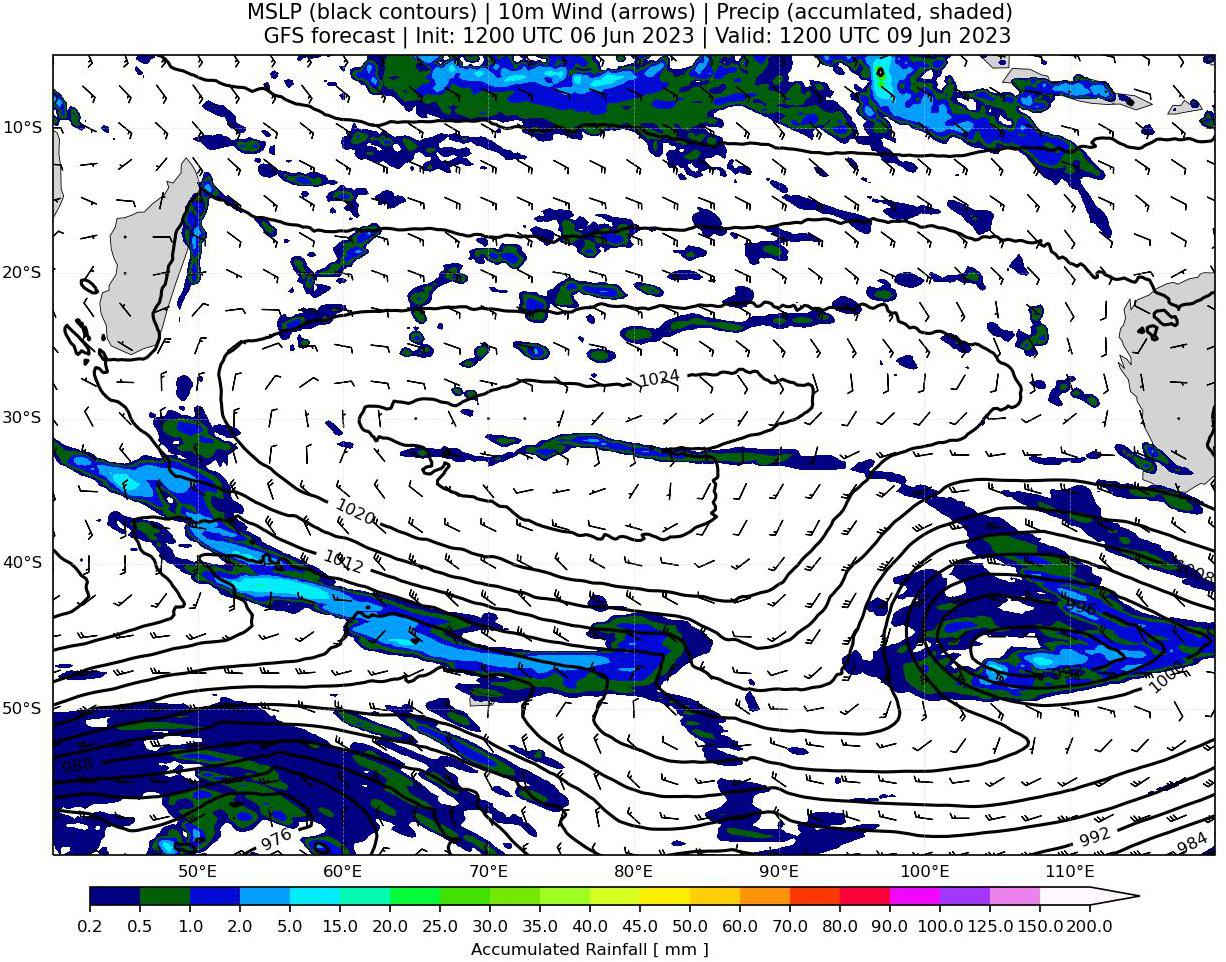 MSLP (black contours) | 10m Wind (arrows) | Precip (accumlated, shaded)
GFS forecast | Init: 1200 UTC 06 Jun 2023 | Valid: 1200 UTC 09 Jun 2023
10°S
20°S
1024
30°S
1020
1012
40°S
1008
996
992
1000
50°S
988
976
992
984
50°E 60°E 70°E 80°E 90°E 100°E 110°E
0.2 0.5 1.0 2.0 5.0 10.0 15.0 20.0 25.0 30.0 35.0 40.0 45.0 50.0 60.0 70.0 80.0 90.0 100.0 125.0 150.0 200.0
Accumulated Rainfall [ mm ]